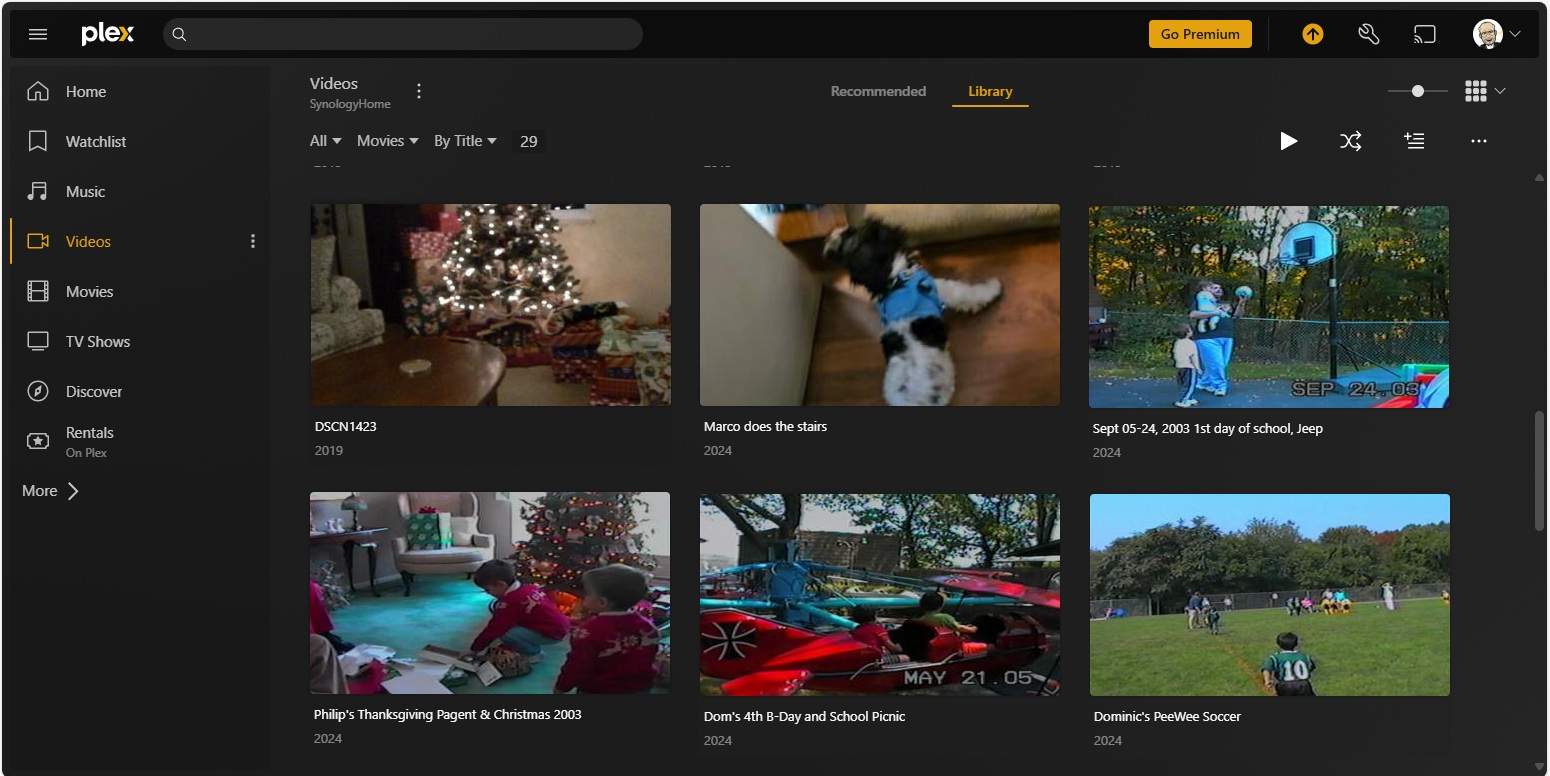 plex
Go Premium
Home
Watchlist
Music
Videos
Movies
TV Shows
Discover
Rentals
On Plex
More
Videos
SynologyHome
Recommended
Library
All
Movies
By Title
29
SEP 24.03
DSCN1423
2019
Marco does the stairs
2024
Sept 05-24, 2003 1st day of school, Jeep
2024
MAY 21.05
10
Philip's Thanksgiving Pagent & Christmas 2003
2024
Dom's 4th B-Day and School Picnic
2024
Dominic's PeeWee Soccer
2024